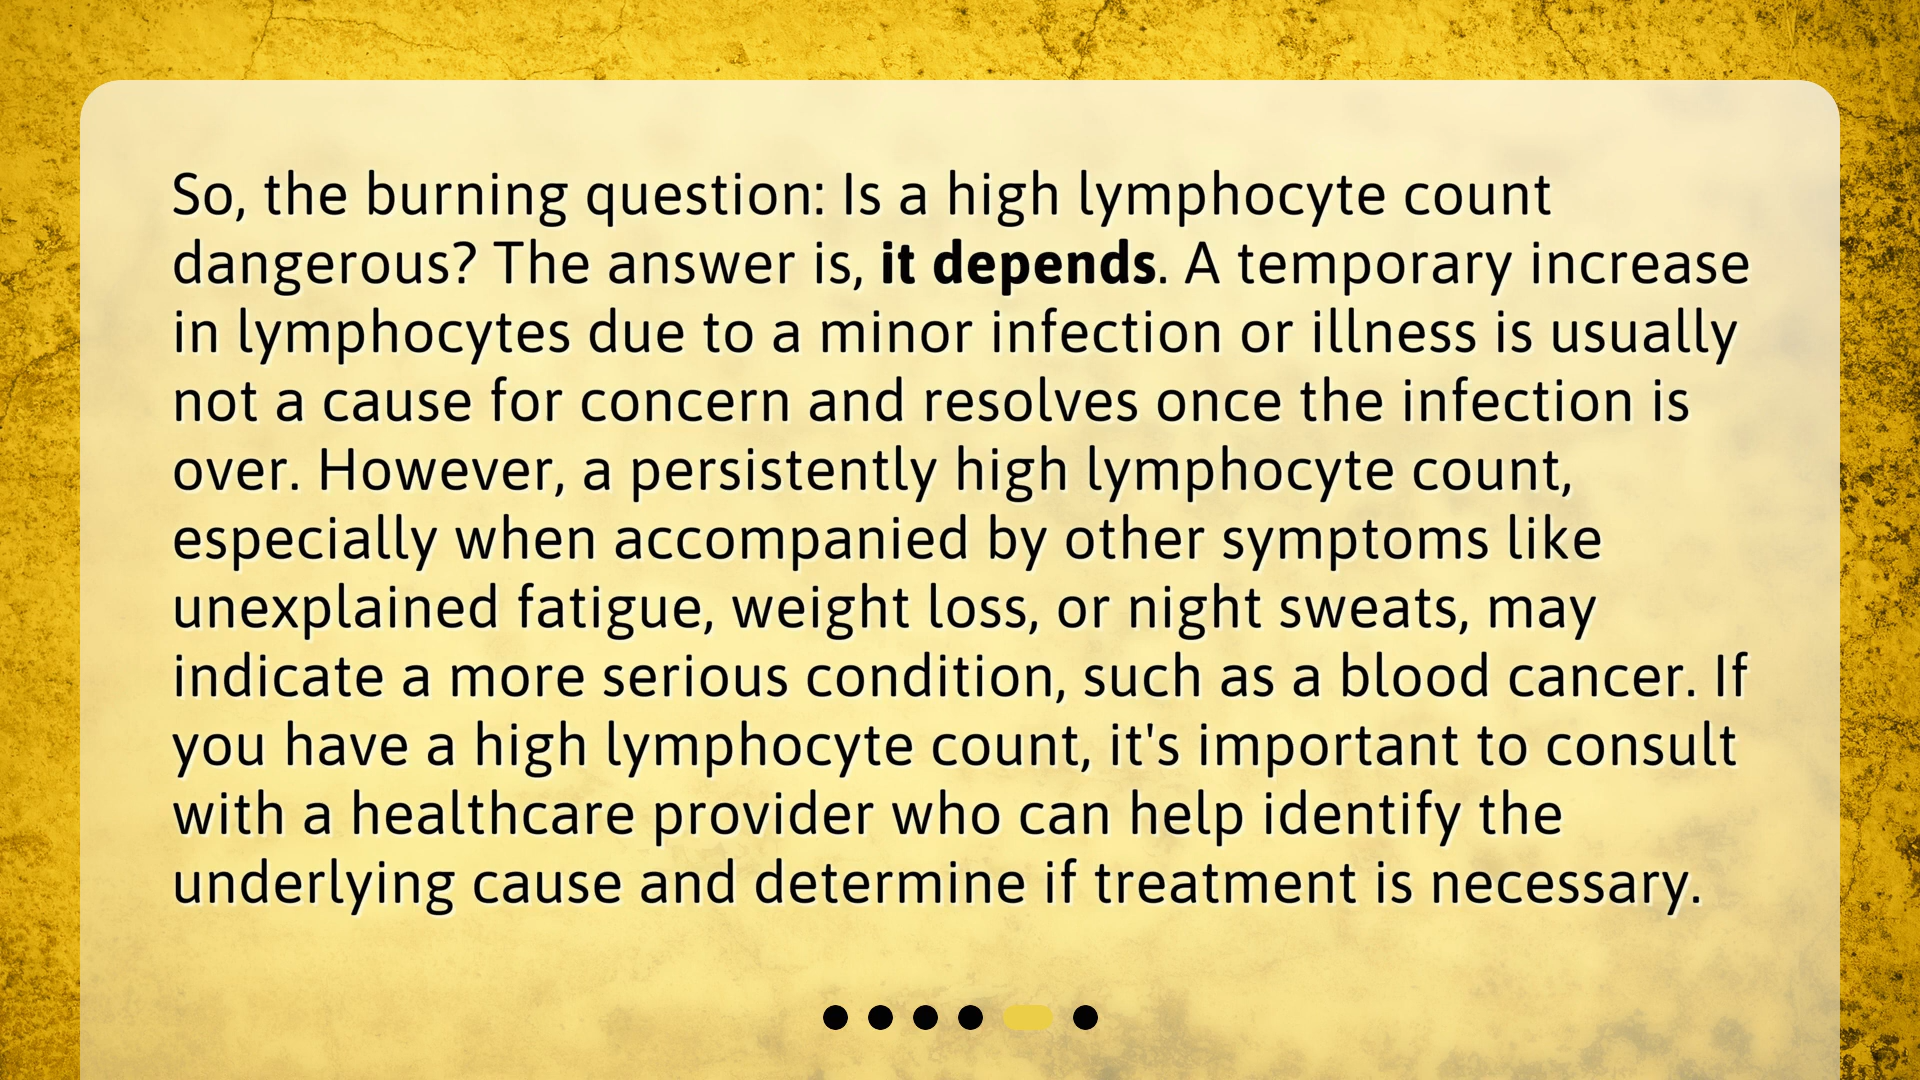 So, the burning question: Is a high lymphocyte count
dangerous? The answer is, it depends. A temporary increase
in lymphocytes due to a minor infection or illness is usually
not a cause for concern and resolves once the infection is
over. However, a persistently high lymphocyte count,
especially when accompanied by other symptoms like
unexplained fatigue, weight loss, or night sweats, may
indicate a more serious condition, such as a blood cancer. If
you have a high lymphocyte count, it's important to consult
with a healthcare provider who can help identify the
underlying cause and determine if treatment is necessary.